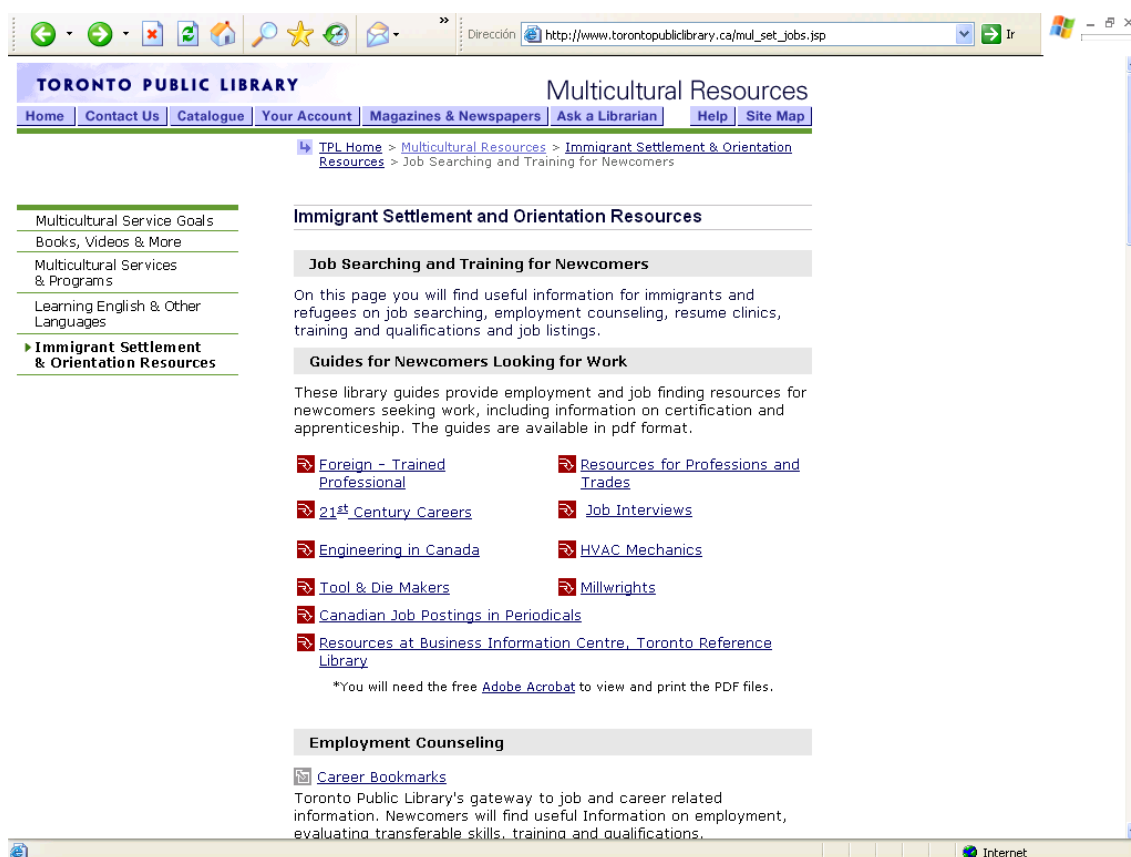 »
Dirección http://www.torontopubliclibrary.ca/mul_set_jobs.jsp Ir
TORONTO PUBLIC LIBRARY
Multicultural Resources
Home Contact Us Catalogue Your Account Magazines & Newspapers Ask a Librarian Help Site Map
TPL Home > Multicultural Resources > Immigrant Settlement & Orientation
Resources > Job Searching and Training for Newcomers
Multicultural Service Goals
Books, Videos & More
Multicultural Services
& Programs
Learning English & Other
Languages
Immigrant Settlement
& Orientation Resources
Immigrant Settlement and Orientation Resources
Job Searching and Training for Newcomers
On this page you will find useful information for immigrants and
refugees on job searching, employment counseling, resume clinics,
training and qualifications and job listings.
Guides for Newcomers Looking for Work
These library guides provide employment and job finding resources for
newcomers seeking work, including information on certification and
apprenticeship. The guides are available in pdf format.
Foreign - Trained
Professional
Resources for Professions and
Trades
21st Century Careers
Job Interviews
Engineering in Canada
HVAC Mechanics
Tool & Die Makers
Millwrights
Canadian Job Postings in Periodicals
Resources at Business Information Centre, Toronto Reference
Library
*You will need the free Adobe Acrobat to view and print the PDF files.
Employment Counseling
Career Bookmarks
Toronto Public Library's gateway to job and career related
information. Newcomers will find useful Information on employment,
evaluating transferable skills, training and qualifications.
Internet